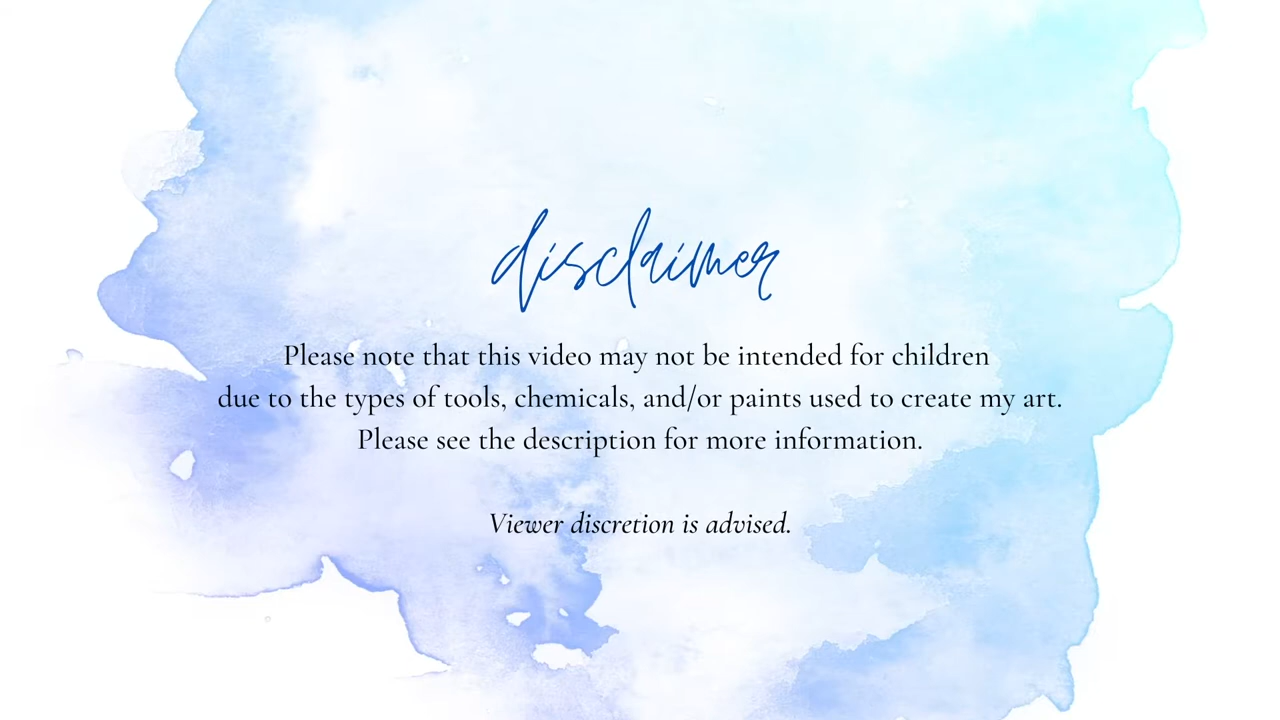 disclaimer
Please note that this video may not be intended for children
due to the types of tools, chemicals, and/or paints used to create my art.
Please see the description for more information.
Viewer discretion is advised.